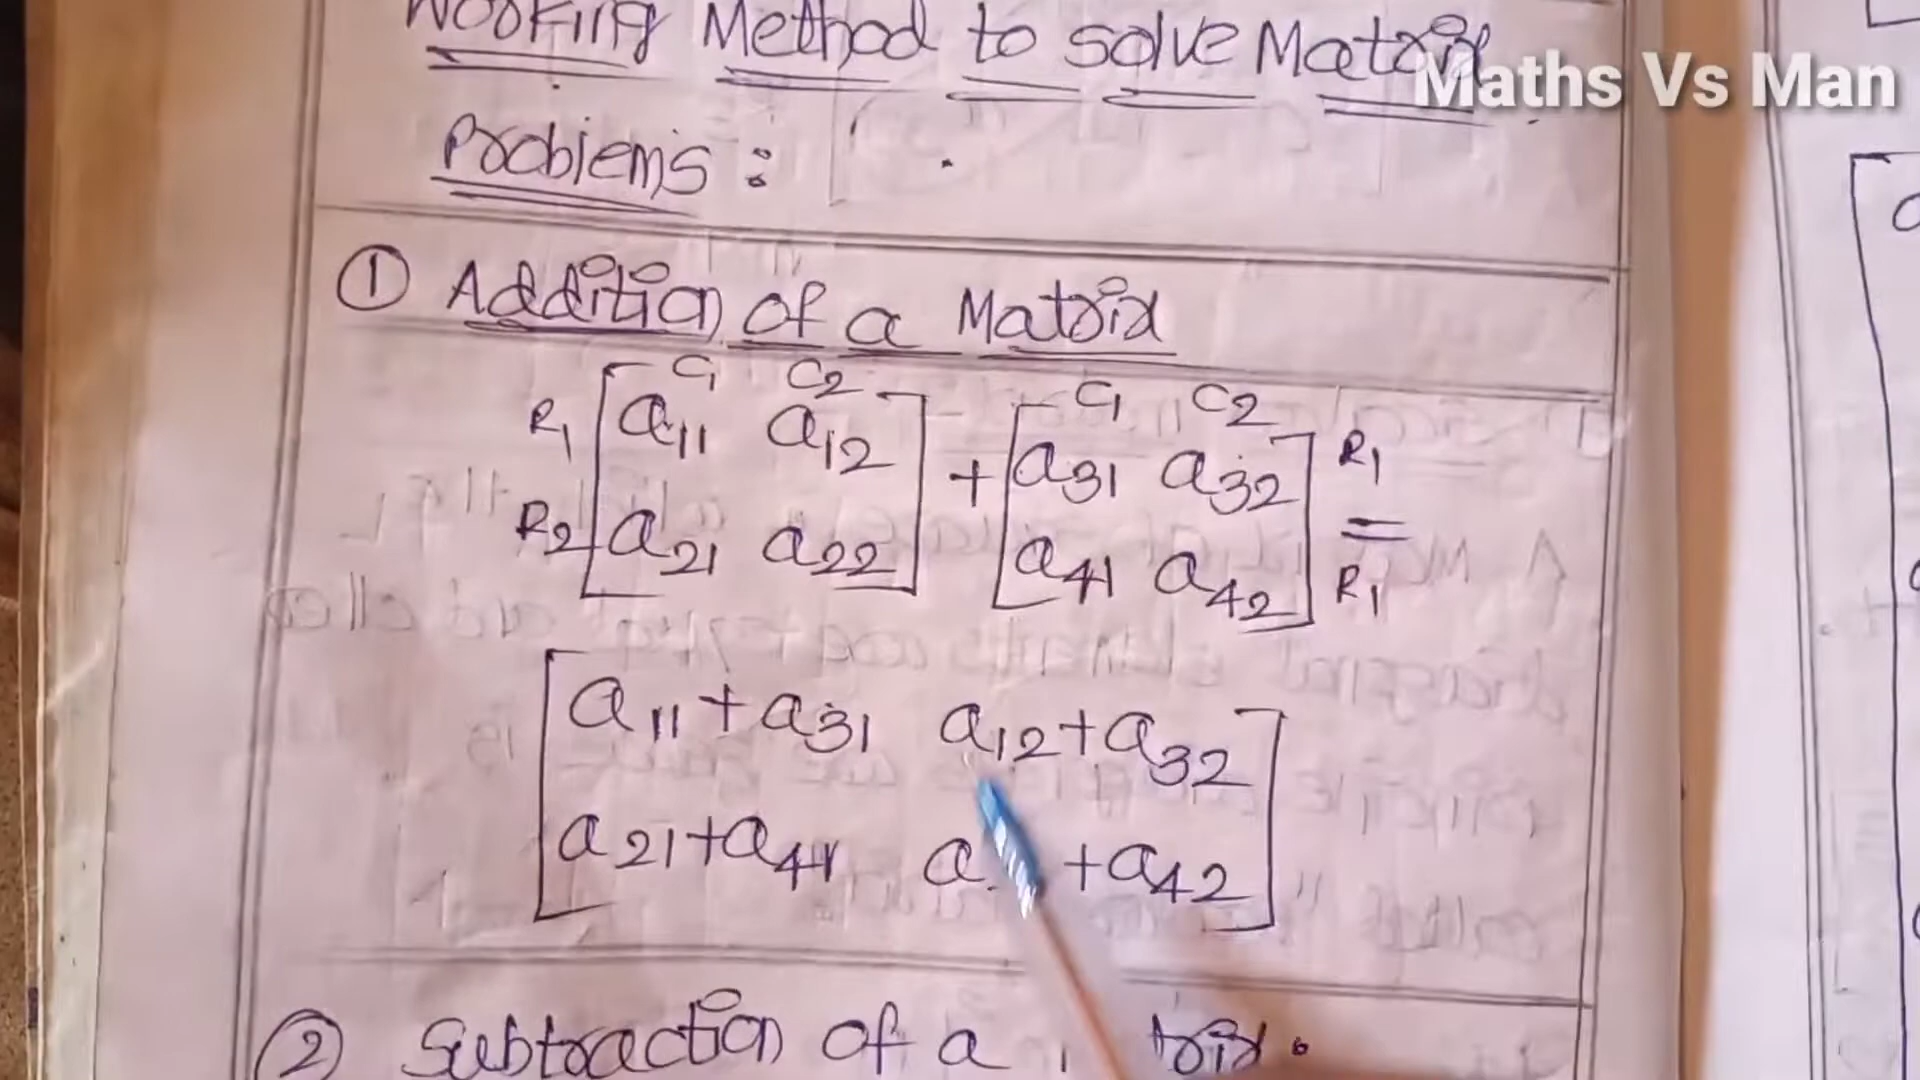 Working Method to solve Matrix
Maths Vs Man
Problems :
① Addition of a Matrix
C1 C2 C1 C2
R1 a11 a12 + a31 a32 R1
R2 a21 a22 a41 a42 = R1
a11+a31 a12+a32
a21+a41 a +a42
② Subtraction of a